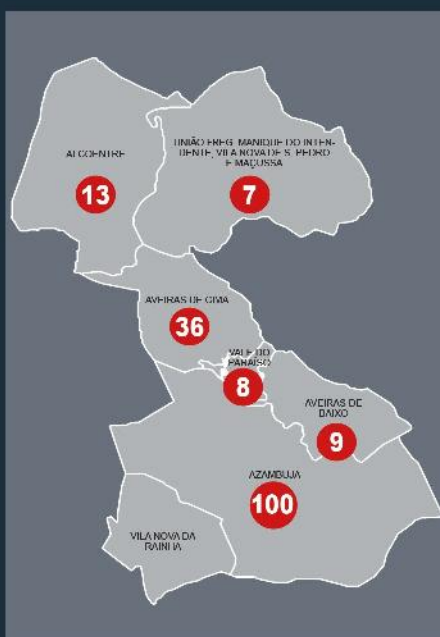 ALCOENTRE
13
UNIÃO FREG. MANIQUE DO INTEN-
DENTE, VILA NOVA DE S. PEDRO
E MAÇUSSA
7
AVEIRAS DE CIMA
36
VALE DO
PARAÍSO
8
AVEIRAS DE
BAIXO
9
AZAMBUJA
100
VILA NOVA DA
RAINHA